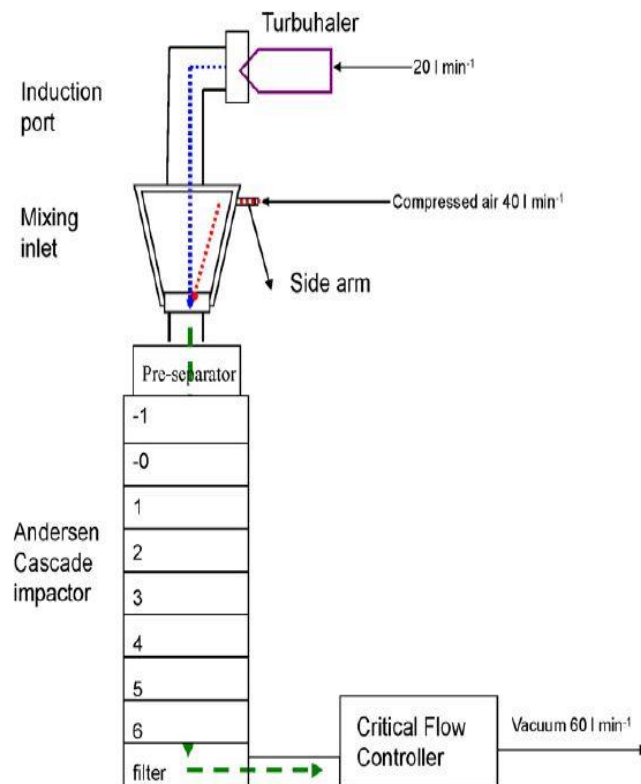 Turbuhaler
20 l min-1
Induction
port
Compressed air 40 l min-1
Mixing
inlet
Side arm
Pre-separator
-1
-0
1
Andersen
Cascade
impactor
2
3
4
5
6
filter
Critical Flow
Controller
Vacuum 60 l min-1